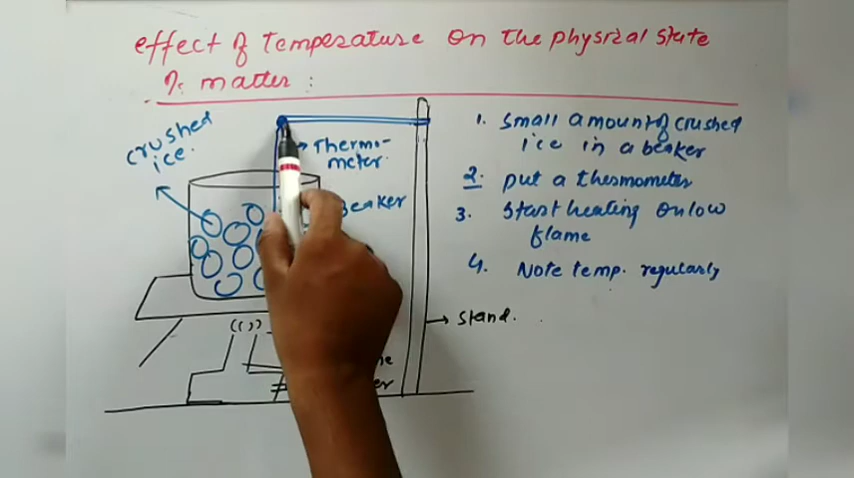 effect of Temperature on the physical state
of matter :
crushed
ice.
Thermo-
meter.
Beaker
stand.
1. Small amount of crushed
ice in a beaker
2. put a thermometer
3. Start heating on low
flame
4. Note temp. regularly